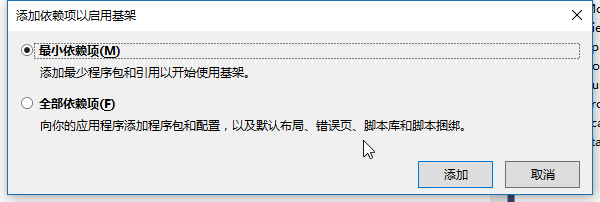 添加依赖项以启用基架
最小依赖项(M)
添加最少程序包和引用以开始使用基架。
全部依赖项(F)
向你的应用程序添加程序包和配置，以及默认布局、错误页、脚本库和脚本捆绑。
添加
取消